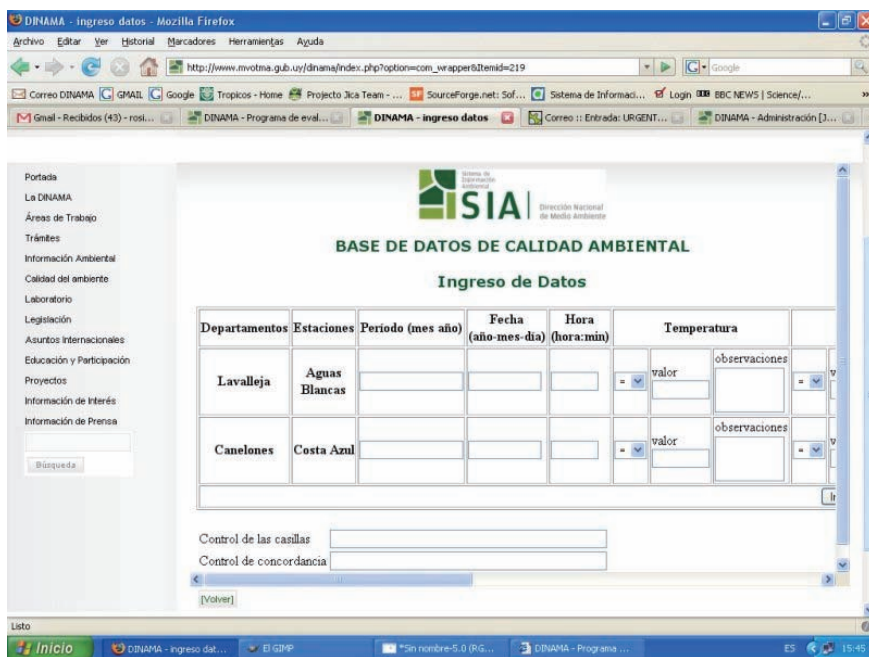 DINAMA - ingreso datos - Mozilla Firefox
Archivo Editar Ver Historial Marcadores Herramientas Ayuda
http://www.mvotma.gub.uy/dinama/index.php?option=com_wrapper&Itemid=219
Google
Correo DINAMA GMAIL Google Tropicos - Home Projecto Jica Team - ... SourceForge.net: Sof... Sistema de Informaci... Login BBC NEWS | Science/...
Gmail - Recibidos (43) - rosi... DINAMA - Programa de eval... DINAMA - ingreso datos Correo :: Entrada: URGENT... DINAMA - Administración [J...
Portada
La DINAMA
Áreas de Trabajo
Trámites
Información Ambiental
Calidad del ambiente
Laboratorio
Legislación
Asuntos Internacionales
Educación y Participación
Proyectos
Información de Interés
Información de Prensa
Búsqueda
Sistema de
Información
Ambiental
SIA
Dirección Nacional
de Medio Ambiente
BASE DE DATOS DE CALIDAD AMBIENTAL
Ingreso de Datos
Departamentos Estaciones Período (mes año) Fecha (año-mes-día) Hora (hora:min) Temperatura
Lavalleja Aguas Blancas = valor observaciones = v
Canelones Costa Azul = valor observaciones = v
Control de las casillas
Control de concordancia
[Volver]
Listo
Inicio DINAMA - ingreso dat... El GIMP *Sin nombre-5.0 (RG... DINAMA - Programa ... ES 15:45